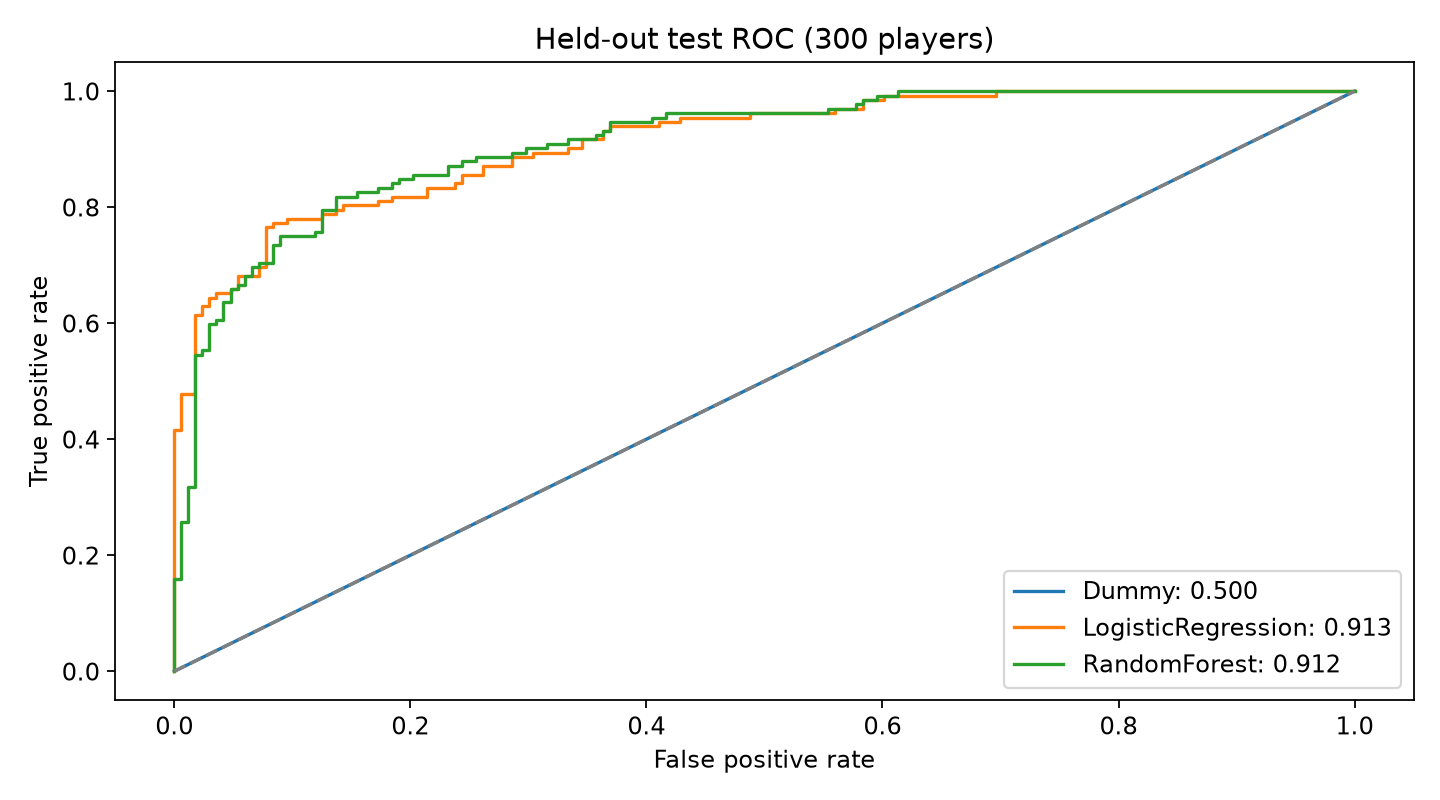 Held-out test ROC (300 players)
True positive rate
1.0
0.8
0.6
0.4
0.2
0.0
0.0 0.2 0.4 0.6 0.8 1.0
False positive rate
Dummy: 0.500
LogisticRegression: 0.913
RandomForest: 0.912